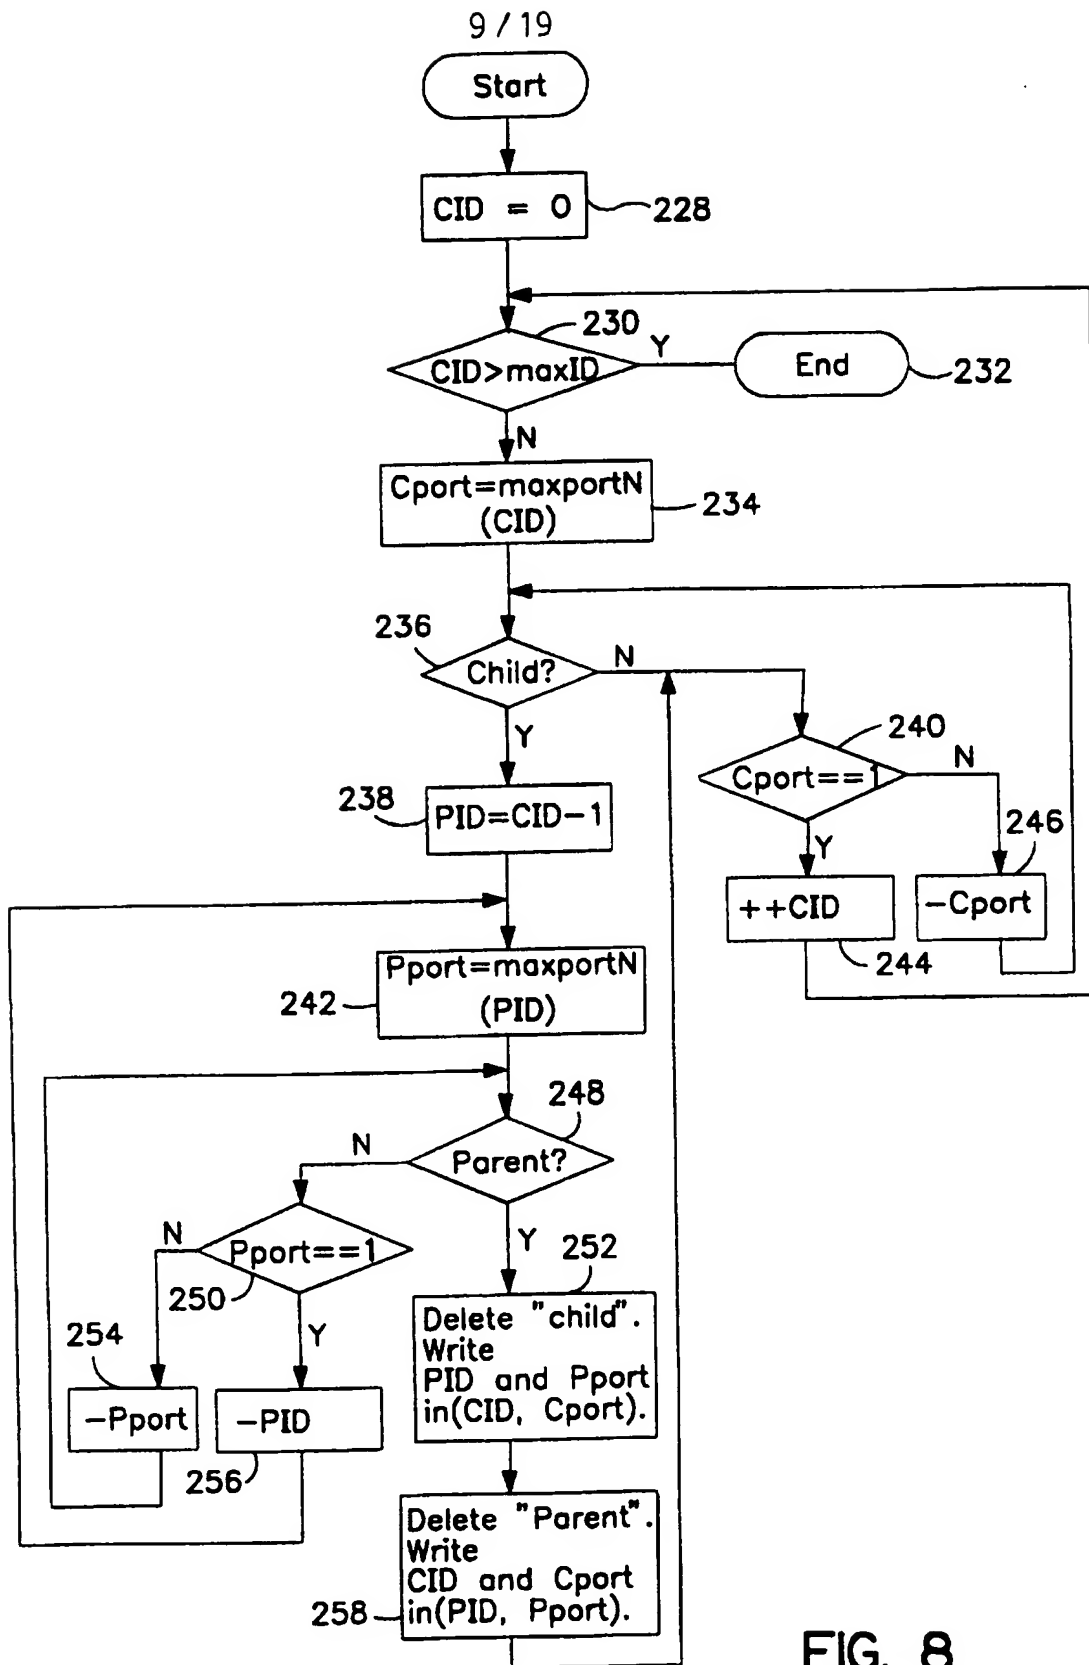 9/19
Start
CID = 0
228
230
CID>maxID
Y
End
232
N
Cport=maxportN
(CID)
234
236
Child?
N
Y
240
Cport==1
N
238
PID=CID-1
Y
246
++CID
-Cport
244
Pport=maxportN
(PID)
242
248
N
Parent?
N
Pport==1
Y
252
250
Delete "child".
Write
PID and Pport
in(CID, Cport).
254
Y
-Pport
-PID
256
Delete "Parent".
Write
CID and Cport
in(PID, Pport).
258
FIG. 8